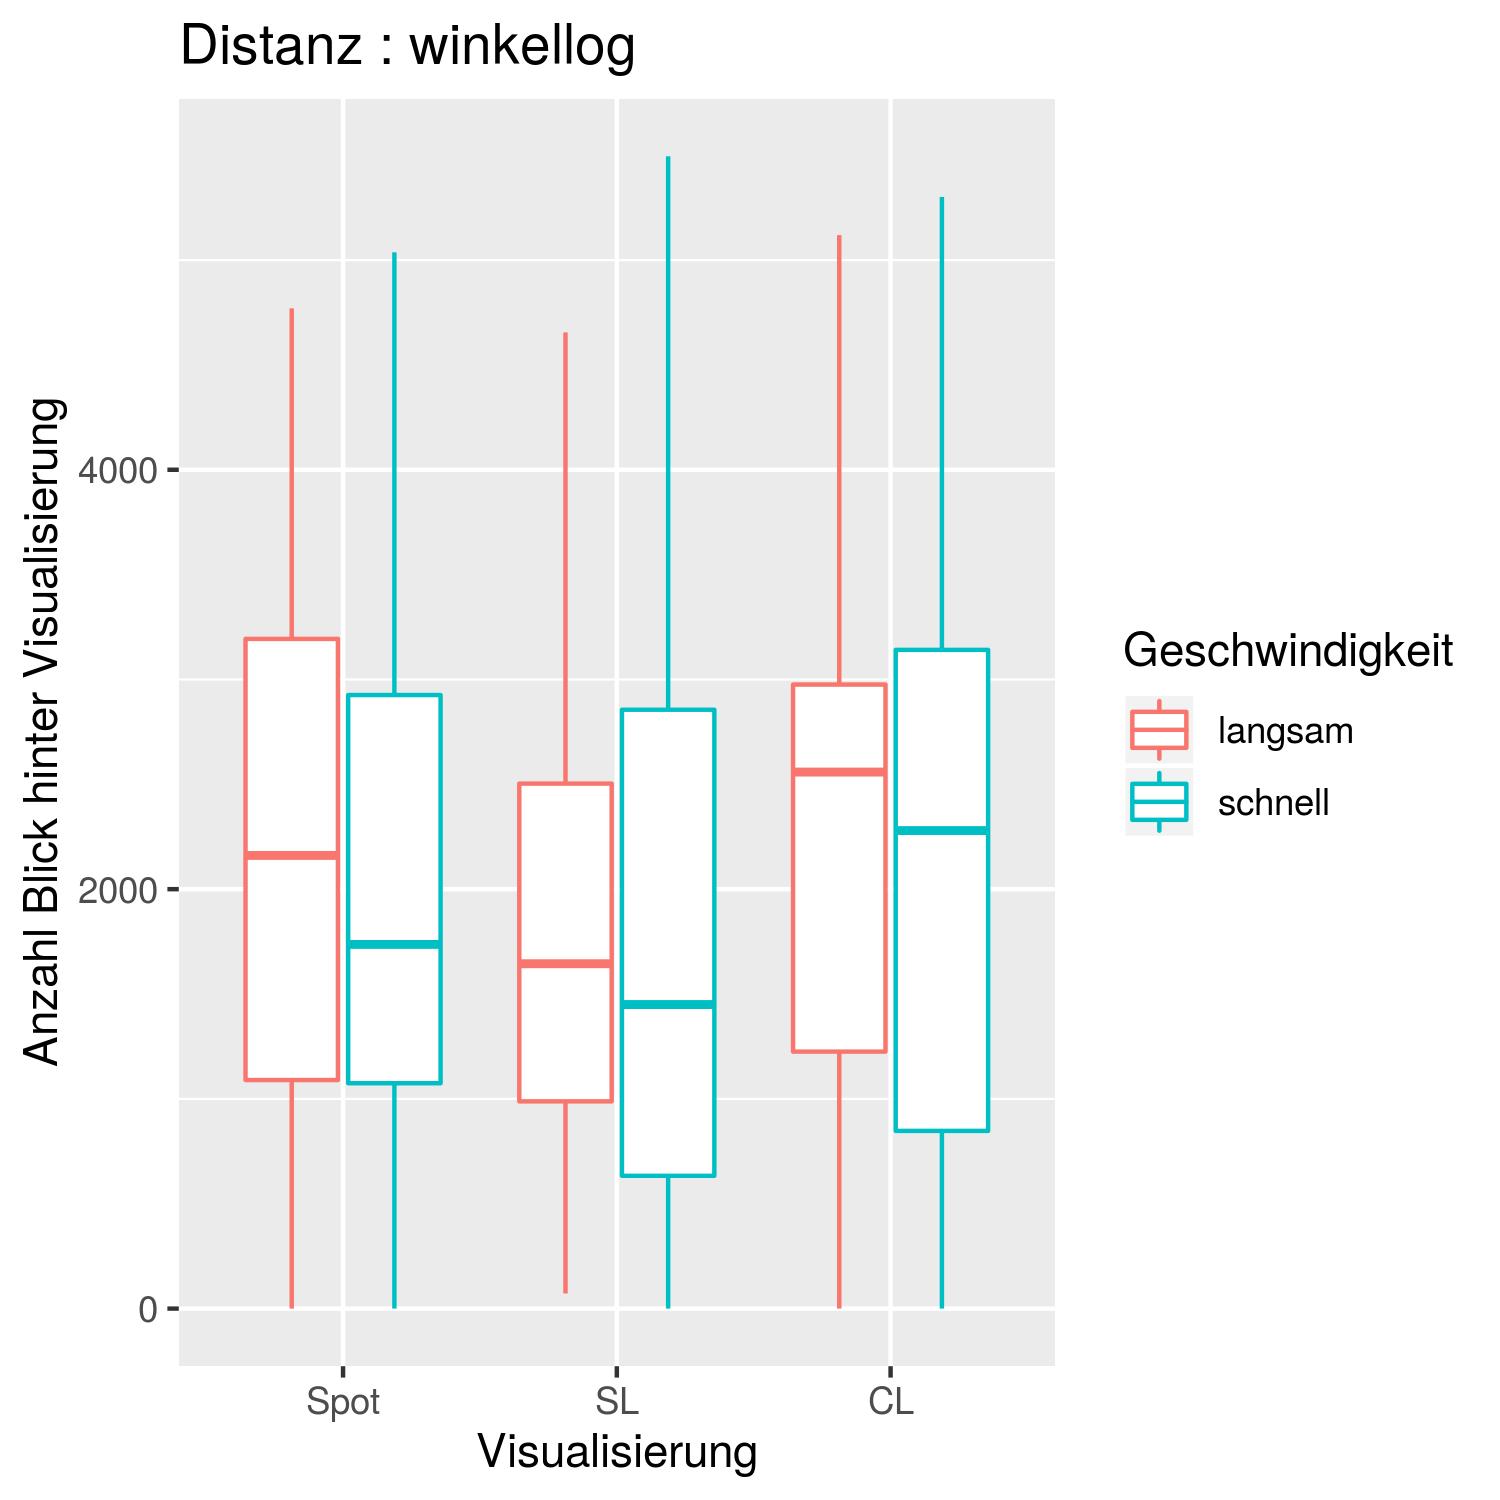 Distanz : winkellog
Anzahl Blick hinter Visualisierung
4000
2000
0
Spot
SL
CL
Visualisierung
Geschwindigkeit
langsam
schnell